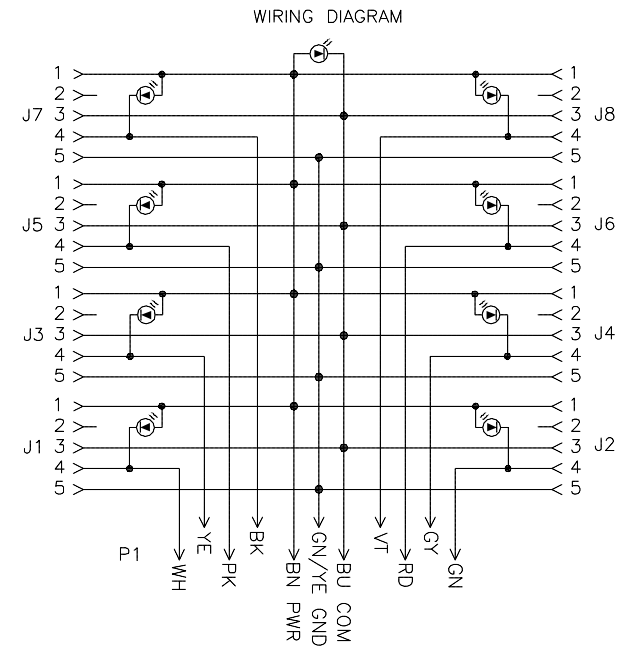 WIRING DIAGRAM
1 1
2 2
J7 3 3 J8
4 4
5 5
1 1
2 2
J5 3 3 J6
4 4
5 5
1 1
2 2
J3 3 3 J4
4 4
5 5
1 1
2 2
J1 3 3 J2
4 4
5 5
P1
WH
YE
PK
BK
BN PWR
GN/YE GND
BU COM
VT
RD
GY
GN